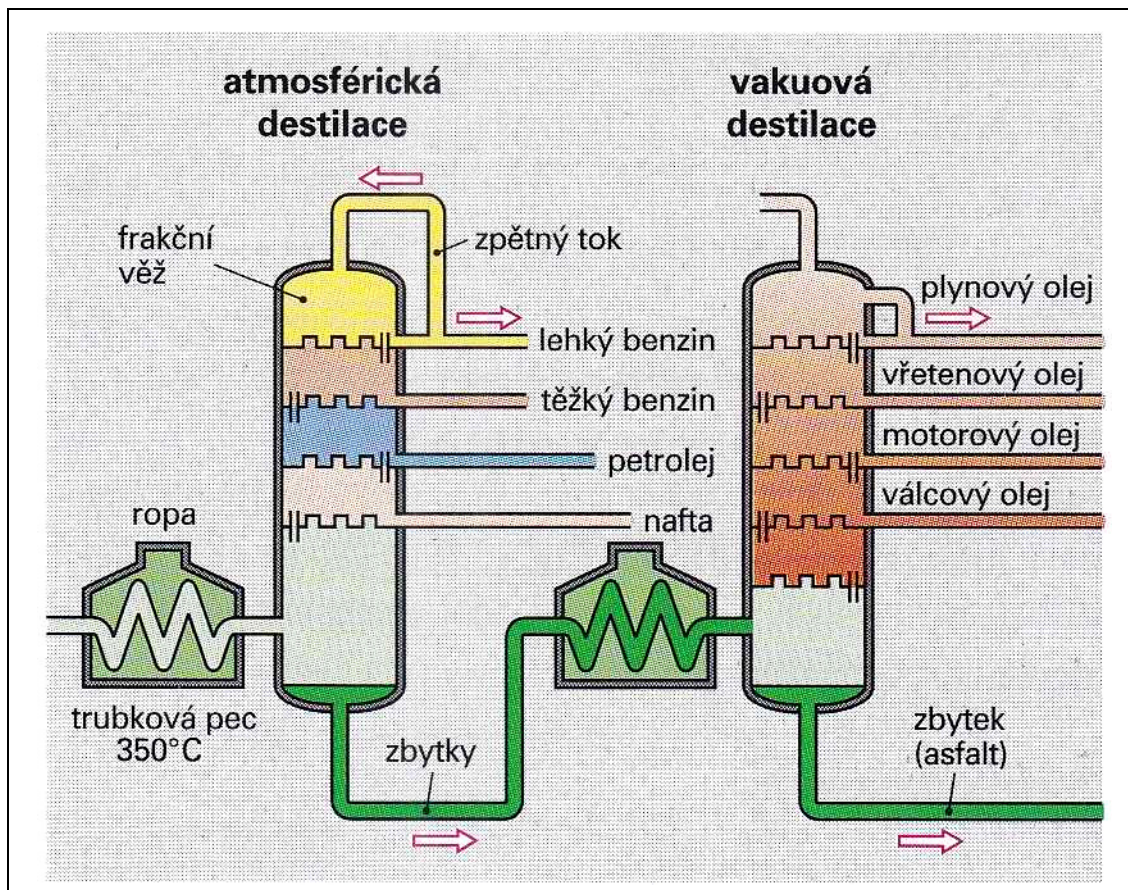 atmosférická
destilace
vakuová
destilace
frakční
věž
zpětný tok
lehký benzin
těžký benzin
petrolej
nafta
ropa
trubková pec
350°C
zbytky
plynový olej
vřetenový olej
motorový olej
válcový olej
zbytek
(asfalt)